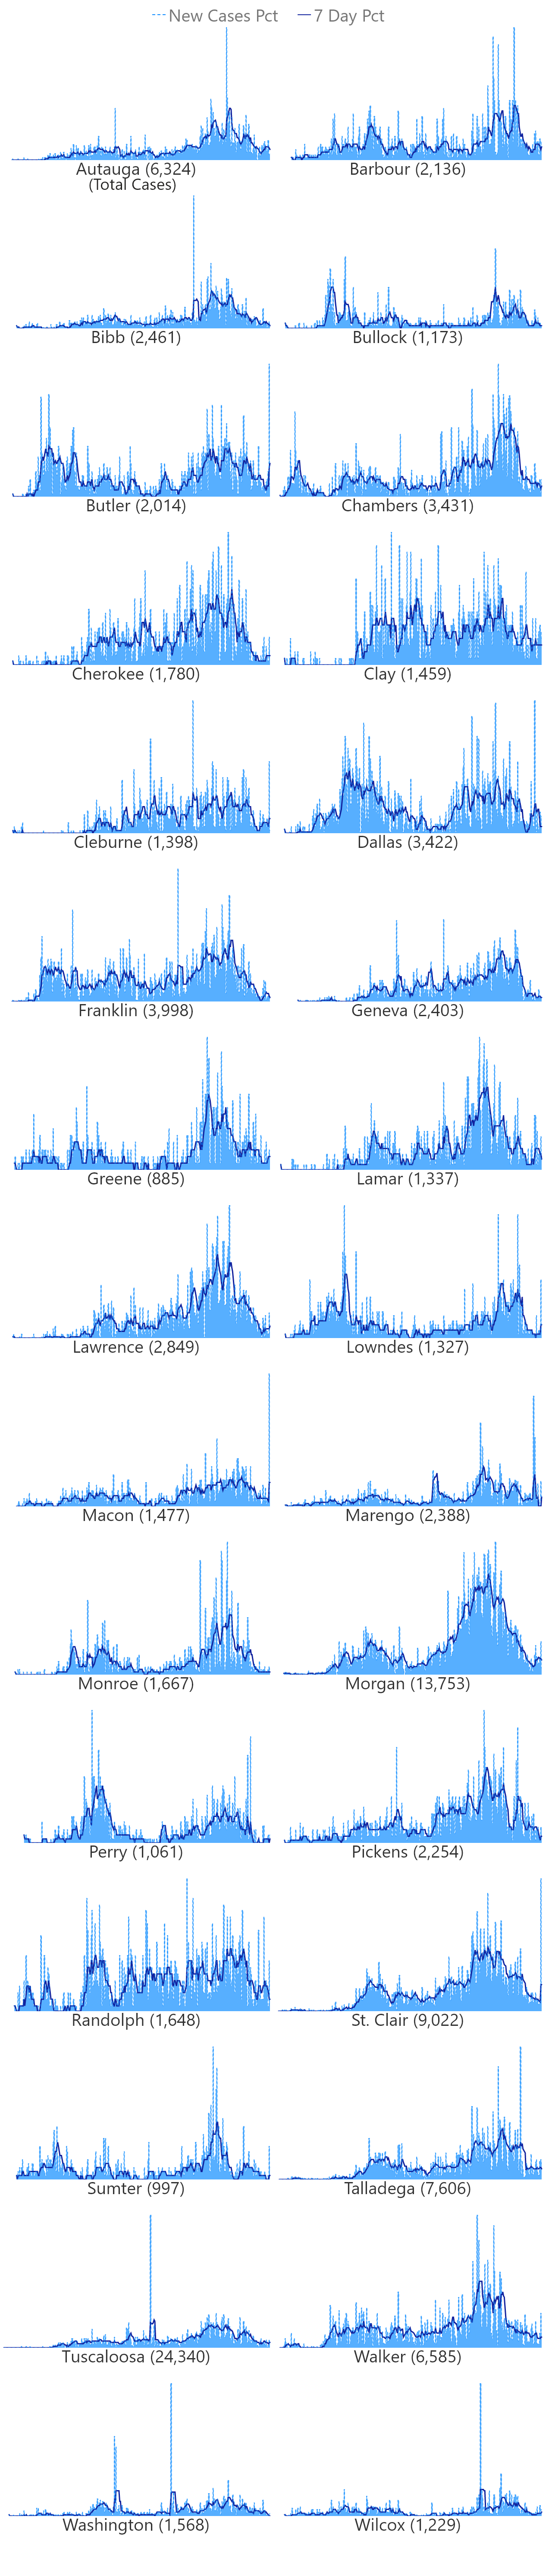 New Cases Pct 7 Day Pct
Autauga (6,324) Barbour (2,136)
(Total Cases)
Bibb (2,461) Bullock (1,173)
Butler (2,014) Chambers (3,431)
Cherokee (1,780) Clay (1,459)
Cleburne (1,398) Dallas (3,422)
Franklin (3,998) Geneva (2,403)
Greene (885) Lamar (1,337)
Lawrence (2,849) Lowndes (1,327)
Macon (1,477) Marengo (2,388)
Monroe (1,667) Morgan (13,753)
Perry (1,061) Pickens (2,254)
Randolph (1,648) St. Clair (9,022)
Sumter (997) Talladega (7,606)
Tuscaloosa (24,340) Walker (6,585)
Washington (1,568) Wilcox (1,229)